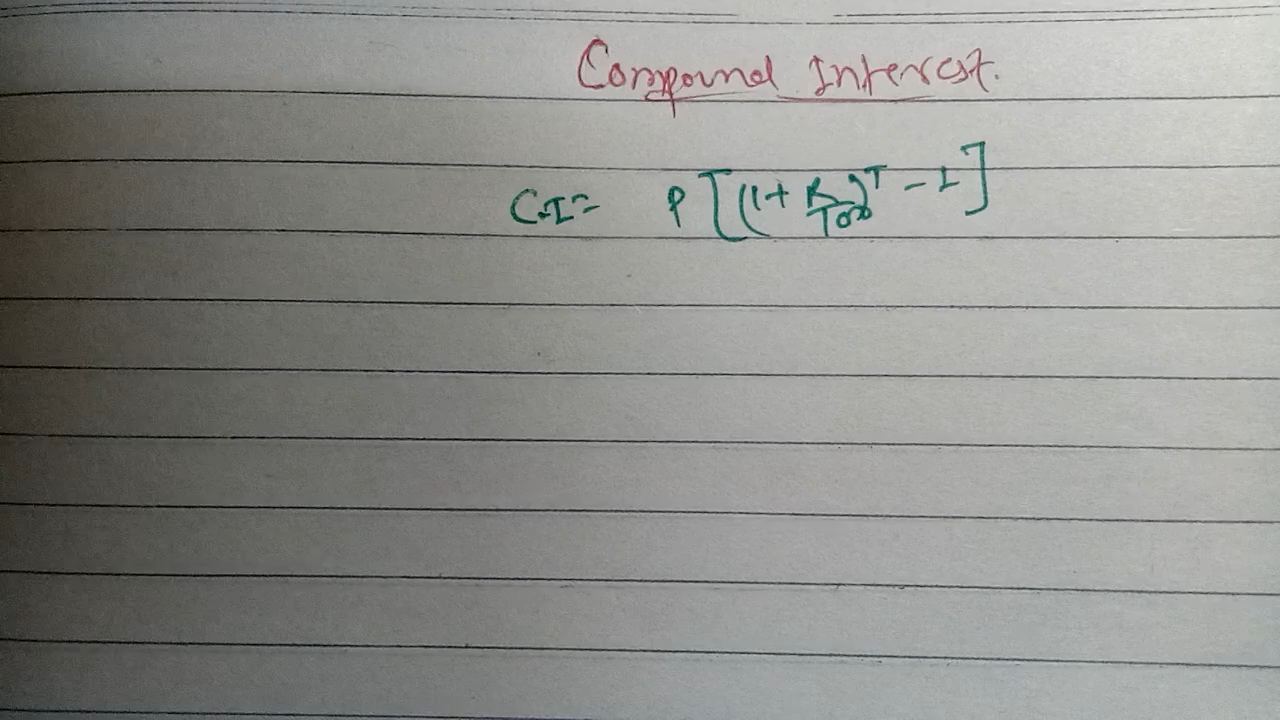 Compound Interest.
C.I = P [(1 + R/100)^T - 1]